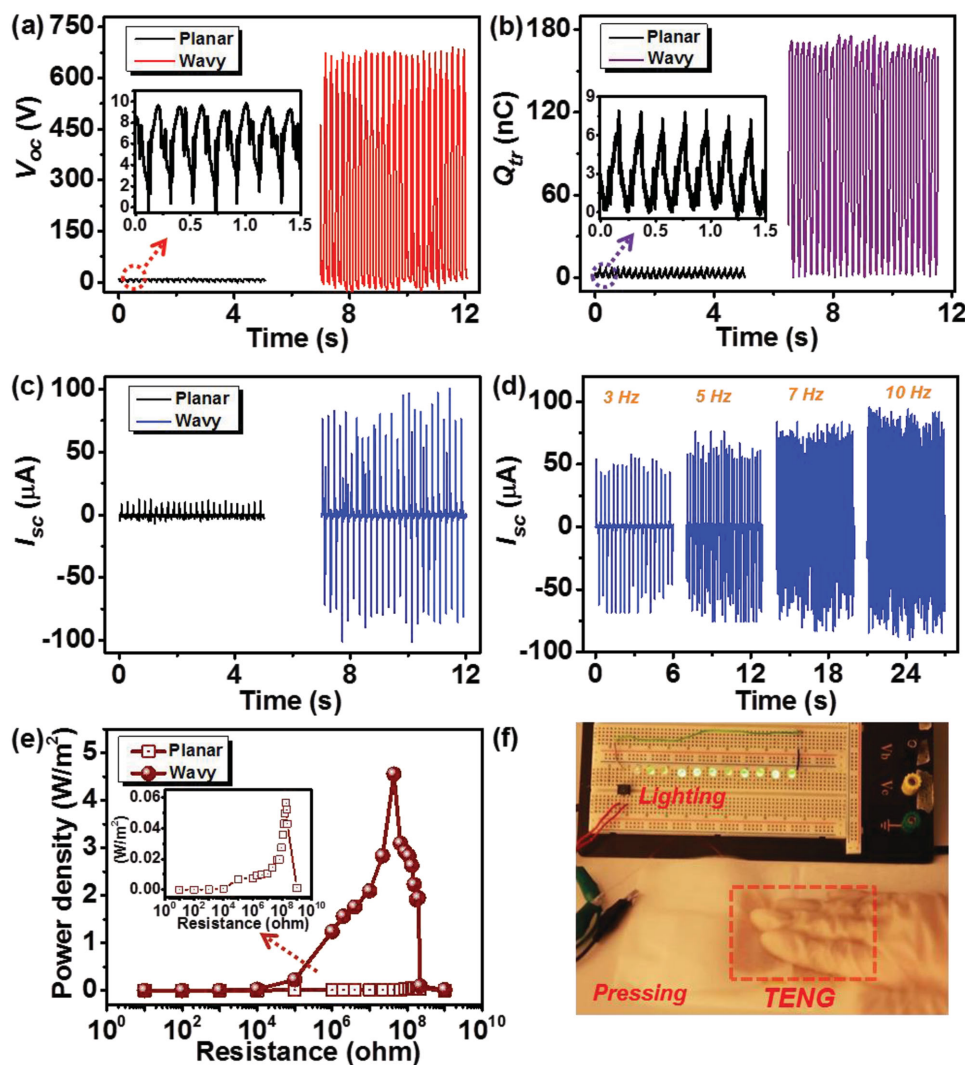 (a)
Planar
Wavy
V_oc (V)
750
600
450
300
150
0
10
8
6
4
2
0
0.0 0.5 1.0 1.5
0 4 8 12
Time (s)
(b)
Planar
Wavy
Q_tr (nC)
180
120
60
0
9
6
3
0
0.0 0.5 1.0 1.5
0 4 8 12
Time (s)
(c)
Planar
Wavy
I_sc (μA)
100
50
0
-50
-100
0 4 8 12
Time (s)
(d)
3 Hz 5 Hz 7 Hz 10 Hz
I_sc (μA)
100
50
0
-50
-100
0 6 12 18 24
Time (s)
(e)
Planar
Wavy
Power density (W/m²)
5
4
3
2
1
0
(W/m²)
0.06
0.04
0.02
0.00
10⁰ 10² 10⁴ 10⁶ 10⁸ 10¹⁰
Resistance (ohm)
10⁰ 10² 10⁴ 10⁶ 10⁸ 10¹⁰
Resistance (ohm)
(f)
Vb
Vc
Lighting
Pressing
TENG